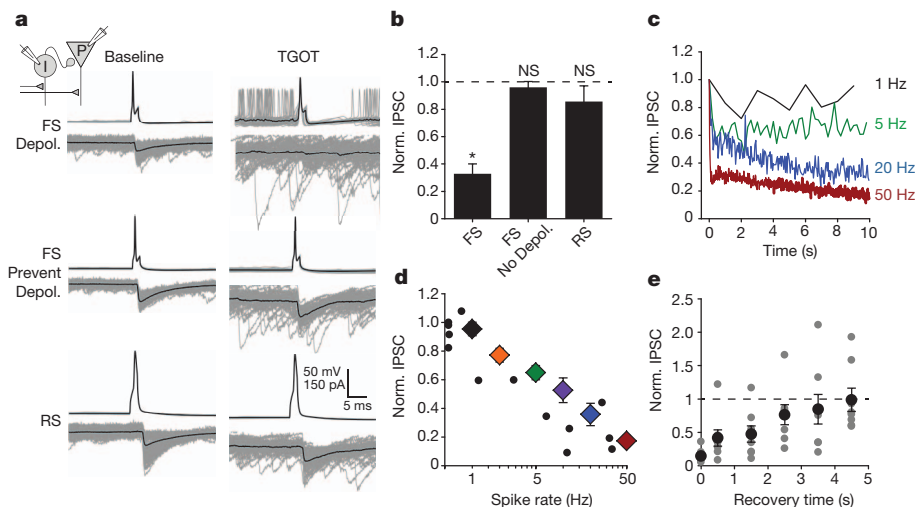 a
Baseline
TGOT
I
P
FS
Depol.
FS
Prevent
Depol.
RS
50 mV
150 pA
5 ms
b
Norm. IPSC
1.2
1.0
0.8
0.6
0.4
0.2
0
*
NS
NS
FS
FS
No Depol.
RS
c
Norm. IPSC
1.0
0.8
0.6
0.4
0.2
0
1 Hz
5 Hz
20 Hz
50 Hz
0 2 4 6 8 10
Time (s)
d
Norm. IPSC
1.2
1.0
0.8
0.6
0.4
0.2
0
1 5 50
Spike rate (Hz)
e
Norm. IPSC
2.5
2.0
1.5
1
0.5
0
0 1 2 3 4 5
Recovery time (s)